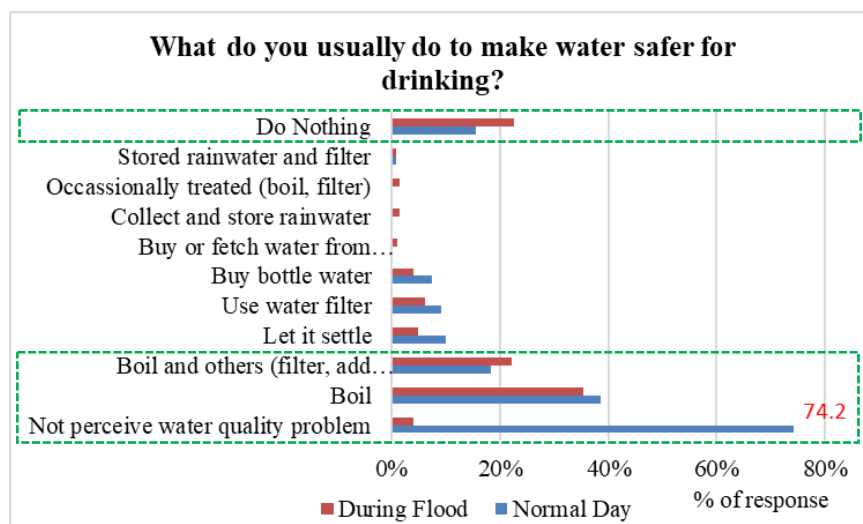 What do you usually do to make water safer for
drinking?
Do Nothing
Stored rainwater and filter
Occassionally treated (boil, filter)
Collect and store rainwater
Buy or fetch water from…
Buy bottle water
Use water filter
Let it settle
Boil and others (filter, add…
Boil
Not perceive water quality problem
74.2
0% 20% 40% 60% 80%
During Flood Normal Day % of response